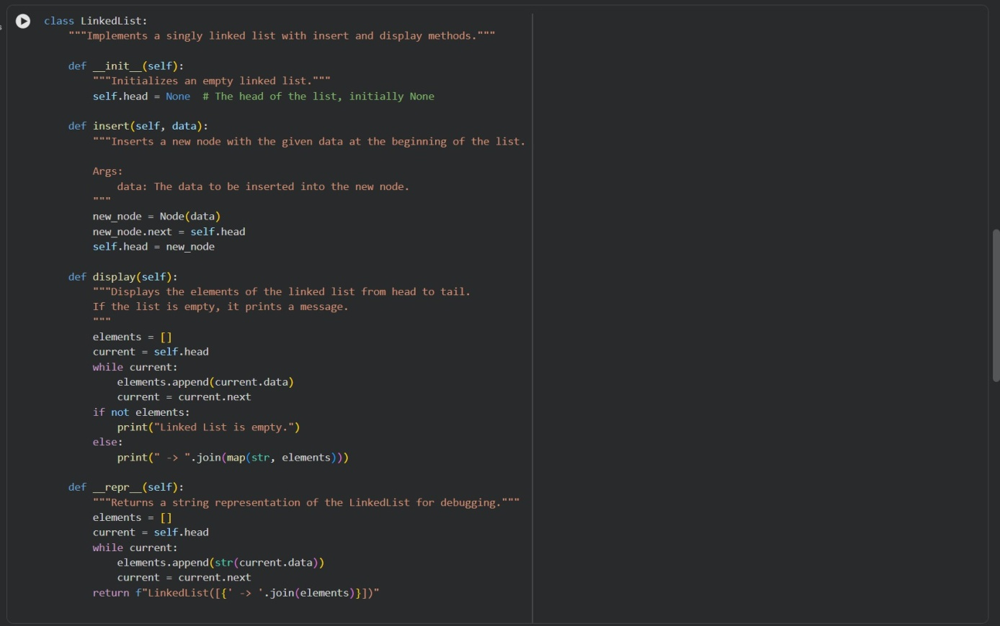 class LinkedList:
    """Implements a singly linked list with insert and display methods."""

    def __init__(self):
        """Initializes an empty linked list."""
        self.head = None  # The head of the list, initially None

    def insert(self, data):
        """Inserts a new node with the given data at the beginning of the list.

        Args:
            data: The data to be inserted into the new node.
        """
        new_node = Node(data)
        new_node.next = self.head
        self.head = new_node

    def display(self):
        """Displays the elements of the linked list from head to tail.
        If the list is empty, it prints a message.
        """
        elements = []
        current = self.head
        while current:
            elements.append(current.data)
            current = current.next
        if not elements:
            print("Linked List is empty.")
        else:
            print(" -> ".join(map(str, elements)))

    def __repr__(self):
        """Returns a string representation of the LinkedList for debugging."""
        elements = []
        current = self.head
        while current:
            elements.append(str(current.data))
            current = current.next
        return f"LinkedList([{' -> '.join(elements)}])"